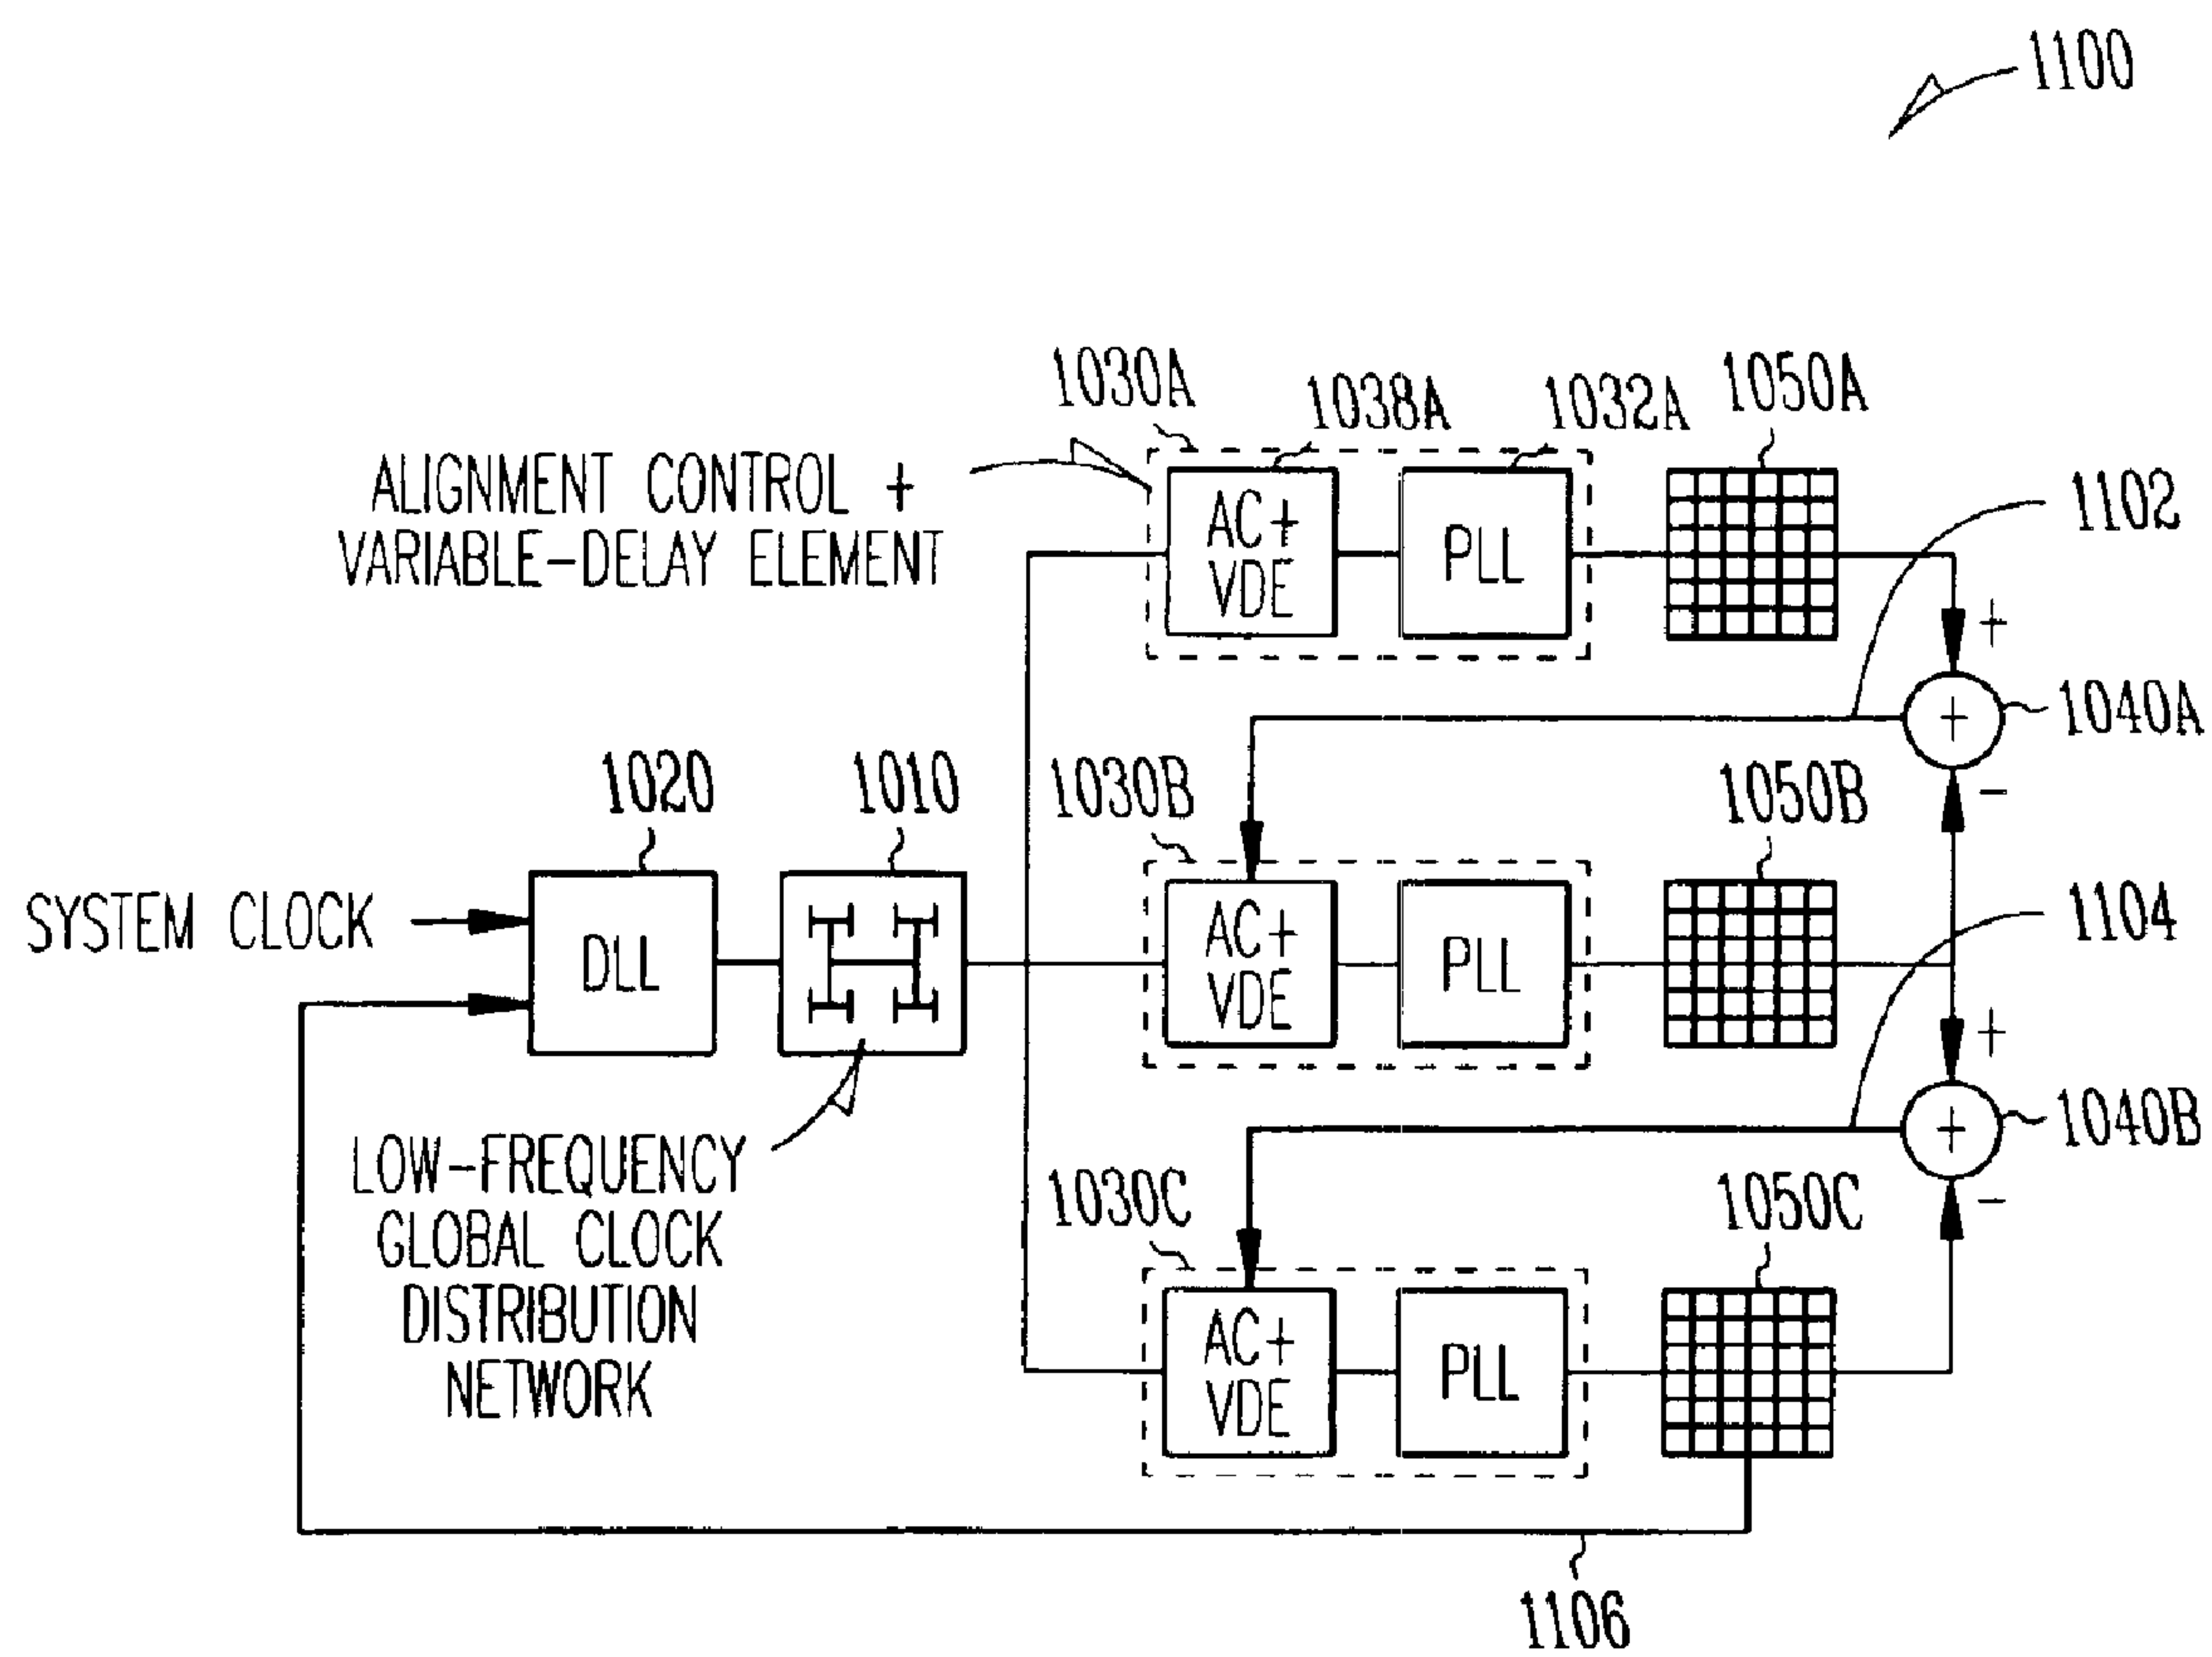 1100
1030A
1038A
1032A
1050A
ALIGNMENT CONTROL +
VARIABLE-DELAY ELEMENT
AC+
VDE
PLL
1102
+
+
1040A
-
1020
1010
1030B
1050B
SYSTEM CLOCK
DLL
AC+
VDE
PLL
1104
+
+
1040B
-
LOW-FREQUENCY
GLOBAL CLOCK
DISTRIBUTION
NETWORK
1030C
1050C
AC+
VDE
PLL
1106